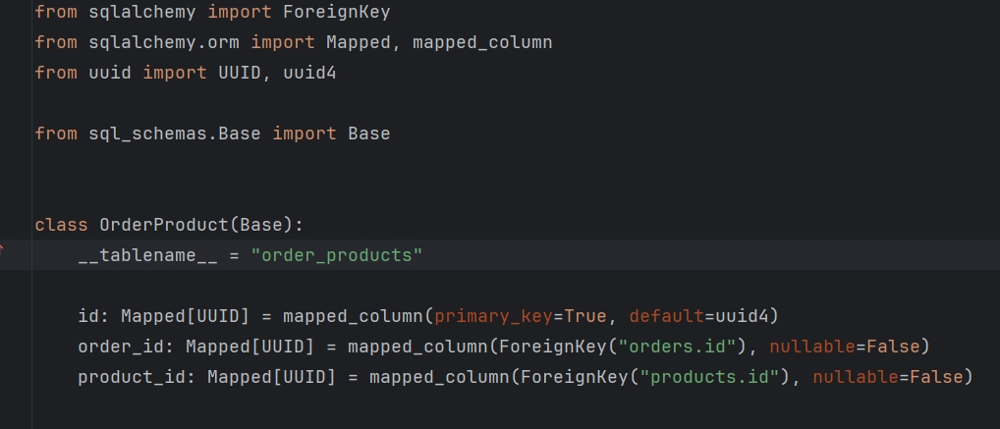 from sqlalchemy import ForeignKey
from sqlalchemy.orm import Mapped, mapped_column
from uuid import UUID, uuid4
from sql_schemas.Base import Base
class OrderProduct(Base):
__tablename__ = "order_products"
id: Mapped[UUID] = mapped_column(primary_key=True, default=uuid4)
order_id: Mapped[UUID] = mapped_column(ForeignKey("orders.id"), nullable=False)
product_id: Mapped[UUID] = mapped_column(ForeignKey("products.id"), nullable=False)